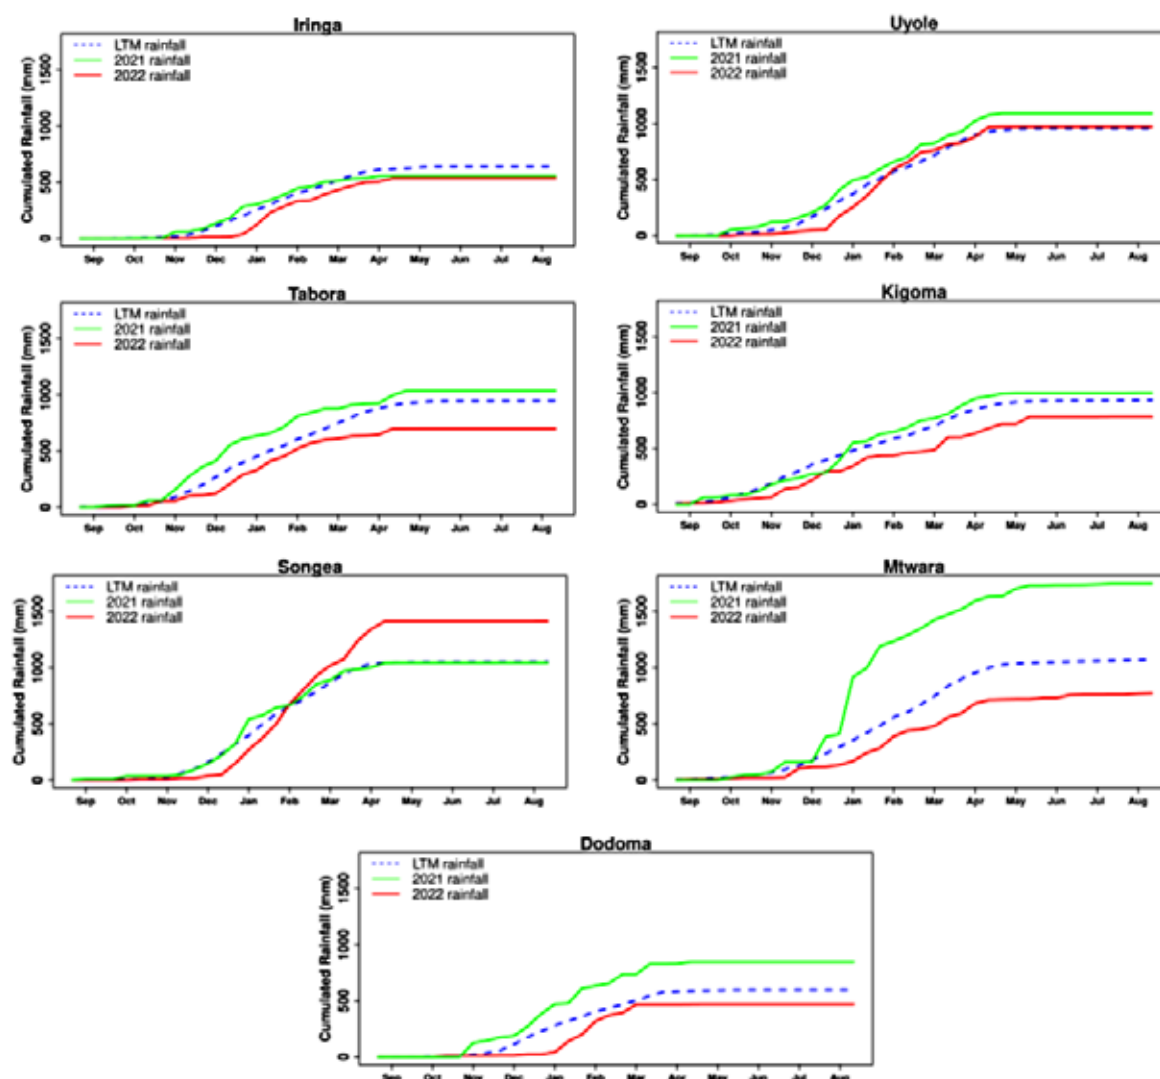 Iringa
LTM rainfall
2021 rainfall
2022 rainfall
Cumulated Rainfall (mm)
0 500 1000 1500
Sep Oct Nov Dec Jan Feb Mar Apr May Jun Jul Aug
Uyole
LTM rainfall
2021 rainfall
2022 rainfall
Cumulated Rainfall (mm)
0 500 1000 1500
Sep Oct Nov Dec Jan Feb Mar Apr May Jun Jul Aug
Tabora
LTM rainfall
2021 rainfall
2022 rainfall
Cumulated Rainfall (mm)
0 500 1000 1500
Sep Oct Nov Dec Jan Feb Mar Apr May Jun Jul Aug
Kigoma
LTM rainfall
2021 rainfall
2022 rainfall
Cumulated Rainfall (mm)
0 500 1000 1500
Sep Oct Nov Dec Jan Feb Mar Apr May Jun Jul Aug
Songea
LTM rainfall
2021 rainfall
2022 rainfall
Cumulated Rainfall (mm)
0 500 1000 1500
Sep Oct Nov Dec Jan Feb Mar Apr May Jun Jul Aug
Mtwara
LTM rainfall
2021 rainfall
2022 rainfall
Cumulated Rainfall (mm)
0 500 1000 1500
Sep Oct Nov Dec Jan Feb Mar Apr May Jun Jul Aug
Dodoma
LTM rainfall
2021 rainfall
2022 rainfall
Cumulated Rainfall (mm)
0 500 1000 1500
Sep Oct Nov Dec Jan Feb Mar Apr May Jun Jul Aug